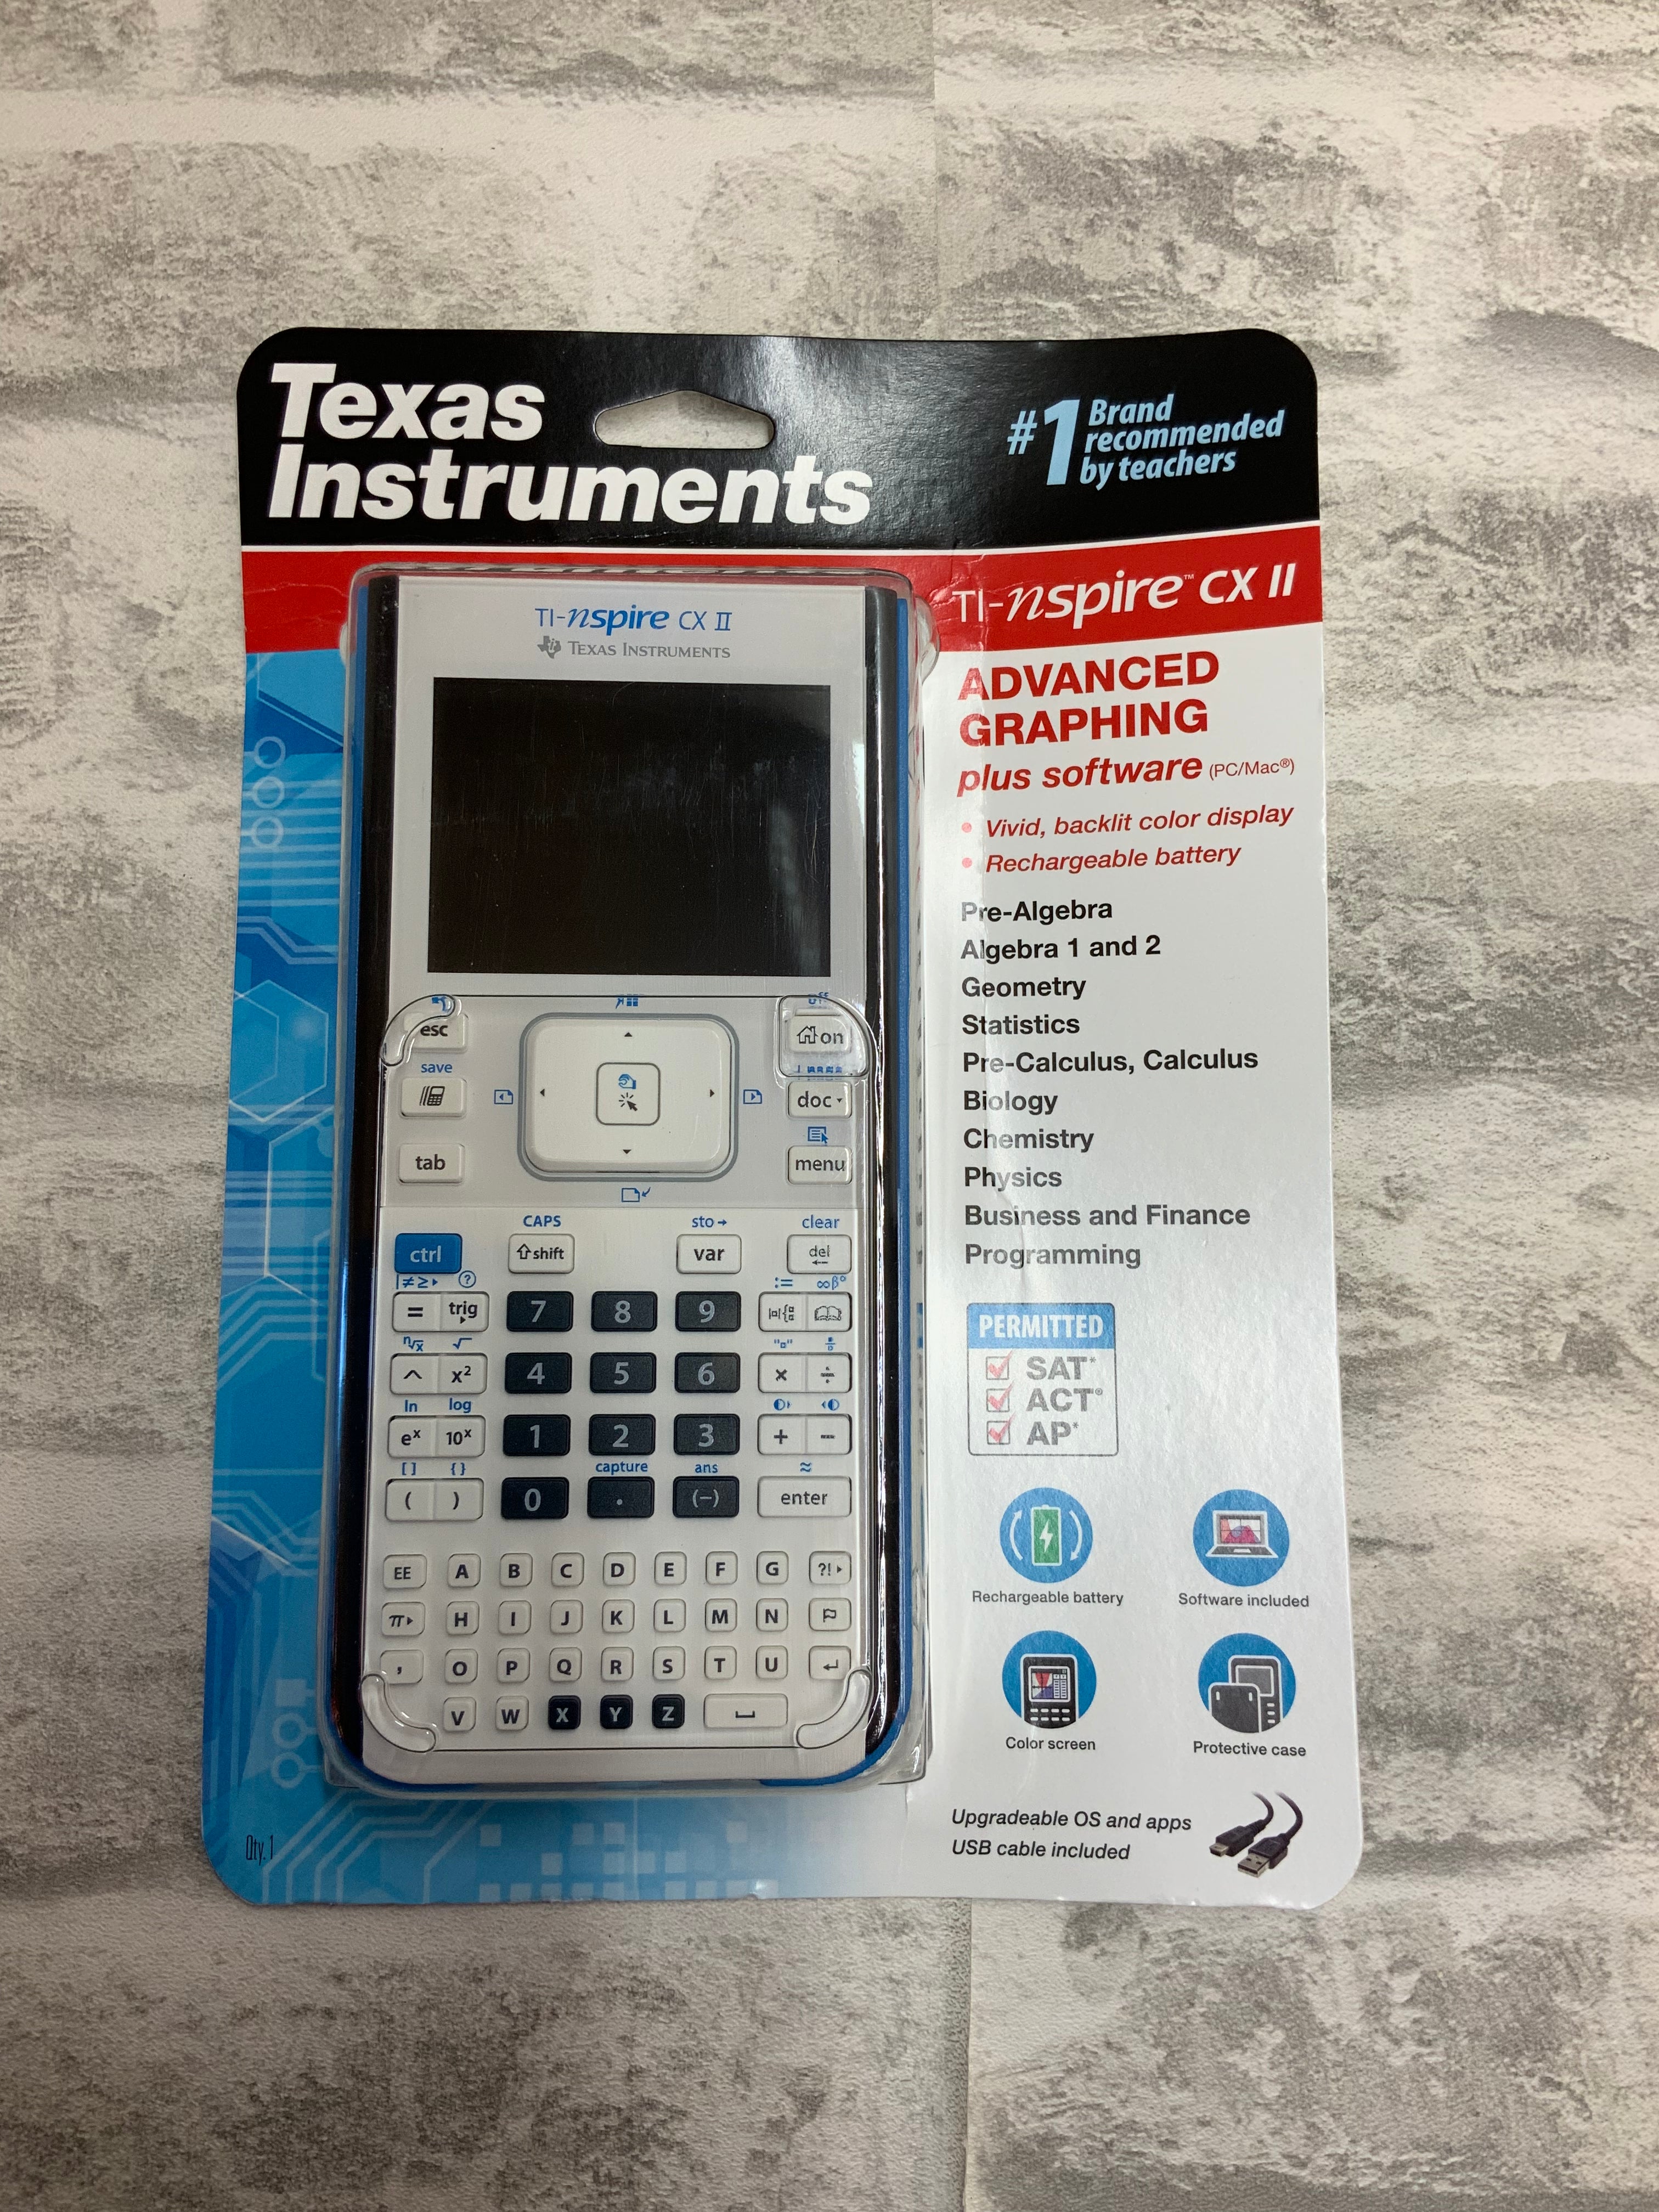 Texas
Instruments
#1 Brand
recommended
by teachers
TI-nspire™ CX II
TI-nspire CX II
TEXAS INSTRUMENTS
ADVANCED
GRAPHING
plus software (PC/Mac®)
• Vivid, backlit color display
• Rechargeable battery
Pre-Algebra
Algebra 1 and 2
Geometry
Statistics
Pre-Calculus, Calculus
Biology
Chemistry
Physics
Business and Finance
Programming
PERMITTED
SAT*
ACT®
AP*
Rechargeable battery
Software included
Color screen
Protective case
Upgradeable OS and apps
USB cable included
off
esc
on
save
doc
tab
menu
CAPS
sto→
clear
ctrl
shift
var
del
|≠≥▸ ?
:= ∞β°
= trig 7 8 9
ⁿ√x √
^ x² 4 5 6 × ÷
ln log
eˣ 10ˣ 1 2 3 + −
[ ] { } capture ans ≈
( ) 0 . (−) enter
EE A B C D E F G ?!▸
π▸ H I J K L M N
, O P Q R S T U ↵
V W X Y Z
Qty. 1